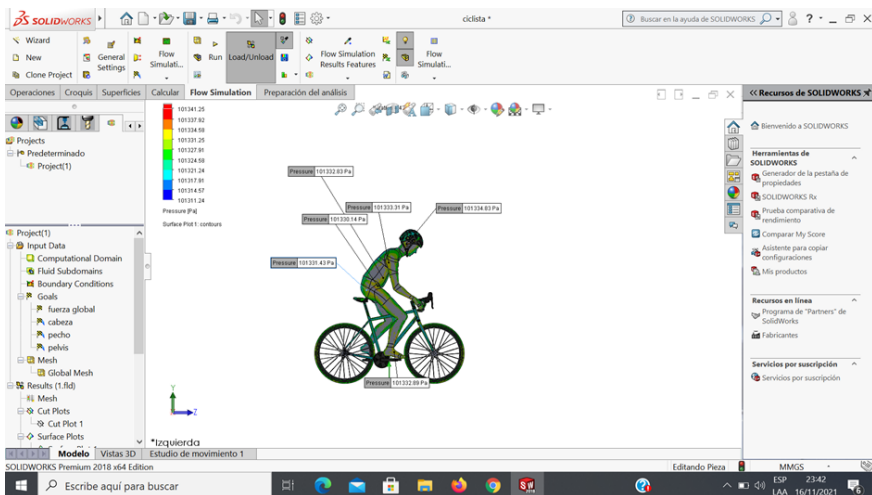 SOLIDWORKS
ciclista *
Buscar en la ayuda de SOLIDWORKS
Wizard
New
Clone Project
General Settings
Flow Simulati...
Run
Load/Unload
Flow Simulation Results Features
Flow Simulati...
Operaciones
Croquis
Superficies
Calcular
Flow Simulation
Preparación del análisis
Recursos de SOLIDWORKS
Projects
Predeterminado
Project(1)
Project(1)
Input Data
Computational Domain
Fluid Subdomains
Boundary Conditions
Goals
fuerza global
cabeza
pecho
pelvis
Mesh
Global Mesh
Results (1.fld)
Mesh
Cut Plots
Cut Plot 1
Surface Plots
101341.25
101337.92
101334.58
101331.25
101327.91
101324.58
101321.24
101317.91
101314.57
101311.24
Pressure [Pa]
Surface Plot 1: contours
Pressure 101332.83 Pa
Pressure 101333.31 Pa
Pressure 101334.83 Pa
Pressure 101330.14 Pa
Pressure 101331.43 Pa
Pressure 101332.89 Pa
Y
Z
*Izquierda
Bienvenido a SOLIDWORKS
Herramientas de SOLIDWORKS
Generador de la pestaña de propiedades
SOLIDWORKS Rx
Prueba comparativa de rendimiento
Comparar My Score
Asistente para copiar configuraciones
Mis productos
Recursos en línea
Programa de "Partners" de SolidWorks
Fabricantes
Servicios por suscripción
Servicios por suscripción
Modelo
Vistas 3D
Estudio de movimiento 1
SOLIDWORKS Premium 2018 x64 Edition
Editando Pieza
MMGS
Escribe aquí para buscar
ESP
LAA
23:42
16/11/2021